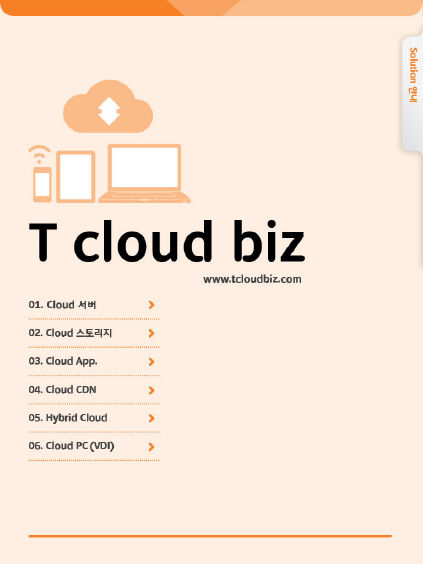 Solution 안내
T cloud biz
www.tcloudbiz.com
01. Cloud 서버
02. Cloud 스토리지
03. Cloud App.
04. Cloud CDN
05. Hybrid Cloud
06. Cloud PC (VDI)